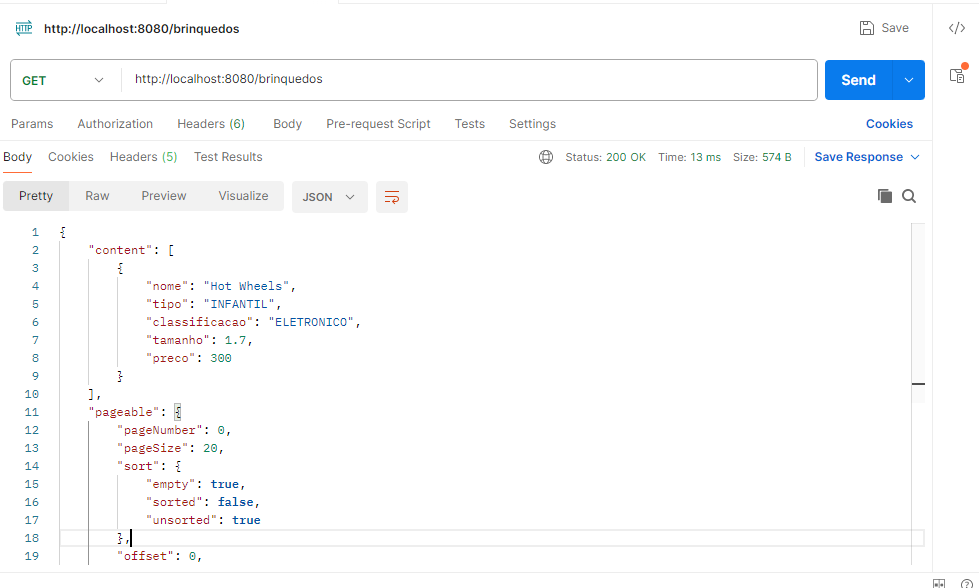 HTTP http://localhost:8080/brinquedos Save
GET http://localhost:8080/brinquedos Send
Params Authorization Headers (6) Body Pre-request Script Tests Settings Cookies
Body Cookies Headers (5) Test Results Status: 200 OK Time: 13 ms Size: 574 B Save Response
Pretty Raw Preview Visualize JSON
1 {
2 "content": [
3 {
4 "nome": "Hot Wheels",
5 "tipo": "INFANTIL",
6 "classificacao": "ELETRONICO",
7 "tamanho": 1.7,
8 "preco": 300
9 }
10 ],
11 "pageable": {
12 "pageNumber": 0,
13 "pageSize": 20,
14 "sort": {
15 "empty": true,
16 "sorted": false,
17 "unsorted": true
18 },
19 "offset": 0,